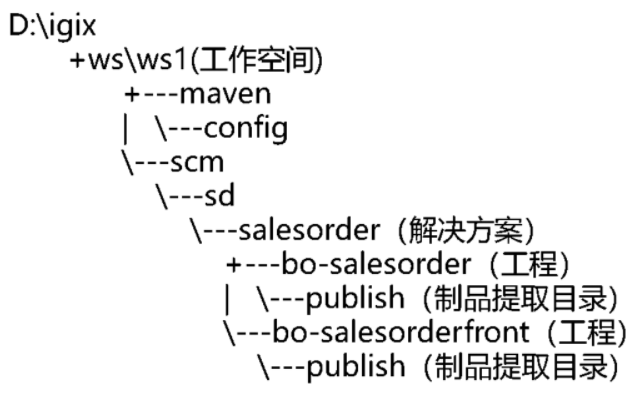 D:\igix
+ws\ws1(工作空间)
+---maven
|   \---config
\---scm
\---sd
\---salesorder（解决方案）
+---bo-salesorder（工程）
|   \---publish（制品提取目录）
\---bo-salesorderfront（工程）
\---publish（制品提取目录）